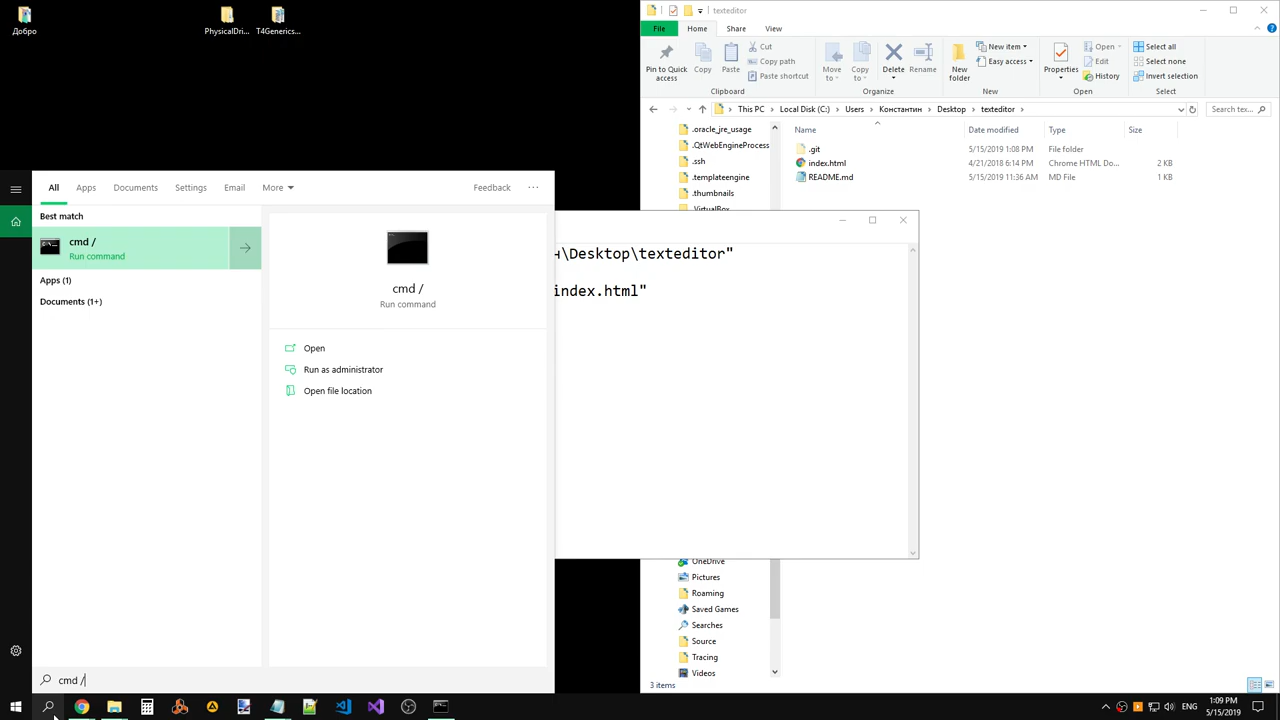 Добро
PhysicalDri...
T4Generics...
texteditor
File
Home
Share
View
Pin to Quick access
Copy
Paste
Cut
Copy path
Paste shortcut
Clipboard
Move to
Copy to
Delete
Rename
Organize
New folder
New item
Easy access
New
Properties
Open
Edit
History
Open
Select all
Select none
Invert selection
Select
This PC
Local Disk (C:)
Users
Константин
Desktop
texteditor
Search tex...
.oracle_jre_usage
.QtWebEngineProcess
.ssh
.templateengine
.thumbnails
.VirtualBox
Name
Date modified
Type
Size
.git
5/15/2019 1:08 PM
File folder
index.html
4/21/2018 6:14 PM
Chrome HTML Do...
2 KB
README.md
5/15/2019 11:36 AM
MD File
1 KB
OneDrive
Pictures
Roaming
Saved Games
Searches
Source
Tracing
Videos
3 items
н\Desktop\texteditor"
index.html"
All
Apps
Documents
Settings
Email
More
Feedback
...
Best match
cmd /
Run command
Apps (1)
Documents (1+)
cmd /
Run command
Open
Run as administrator
Open file location
cmd /
ENG
1:09 PM
5/15/2019